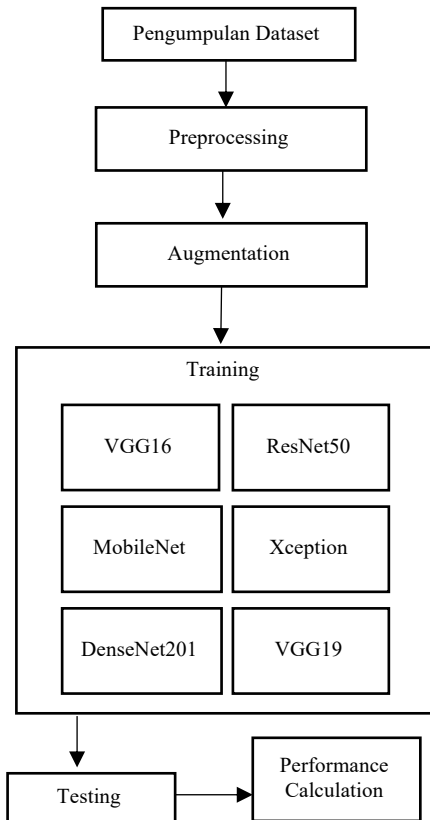 Pengumpulan Dataset
Preprocessing
Augmentation
Training
VGG16
ResNet50
MobileNet
Xception
DenseNet201
VGG19
Testing
Performance
Calculation